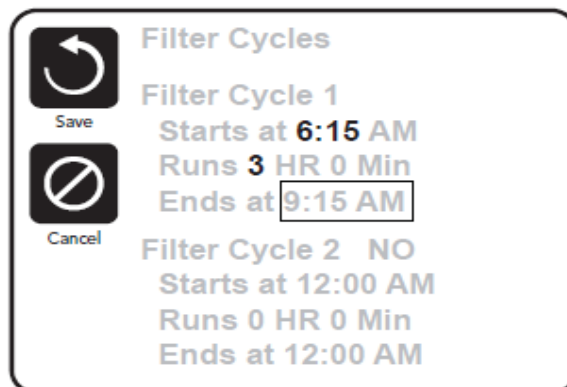 Filter Cycles
Save
Filter Cycle 1
Starts at 6:15 AM
Runs 3 HR 0 Min
Ends at 9:15 AM
Cancel
Filter Cycle 2 NO
Starts at 12:00 AM
Runs 0 HR 0 Min
Ends at 12:00 AM